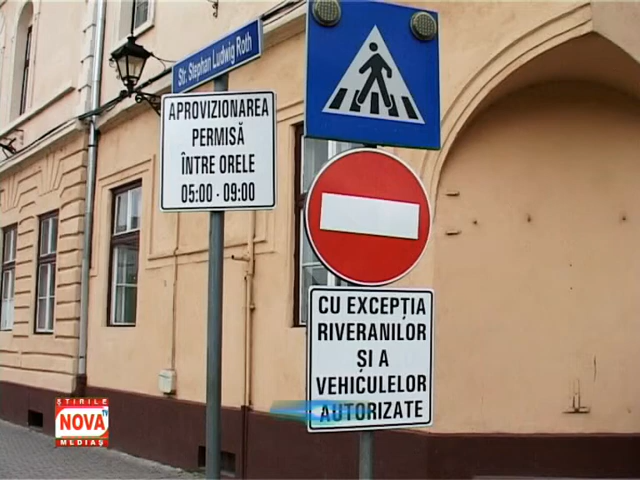 Str. Stephan Ludwig Roth
APROVIZIONAREA
PERMISĂ
ÎNTRE ORELE
05:00 - 09:00
CU EXCEPȚIA
RIVERANILOR
ȘI A
VEHICULELOR
AUTORIZATE
ȘTIRILE
NOVA TV
MEDIAȘ